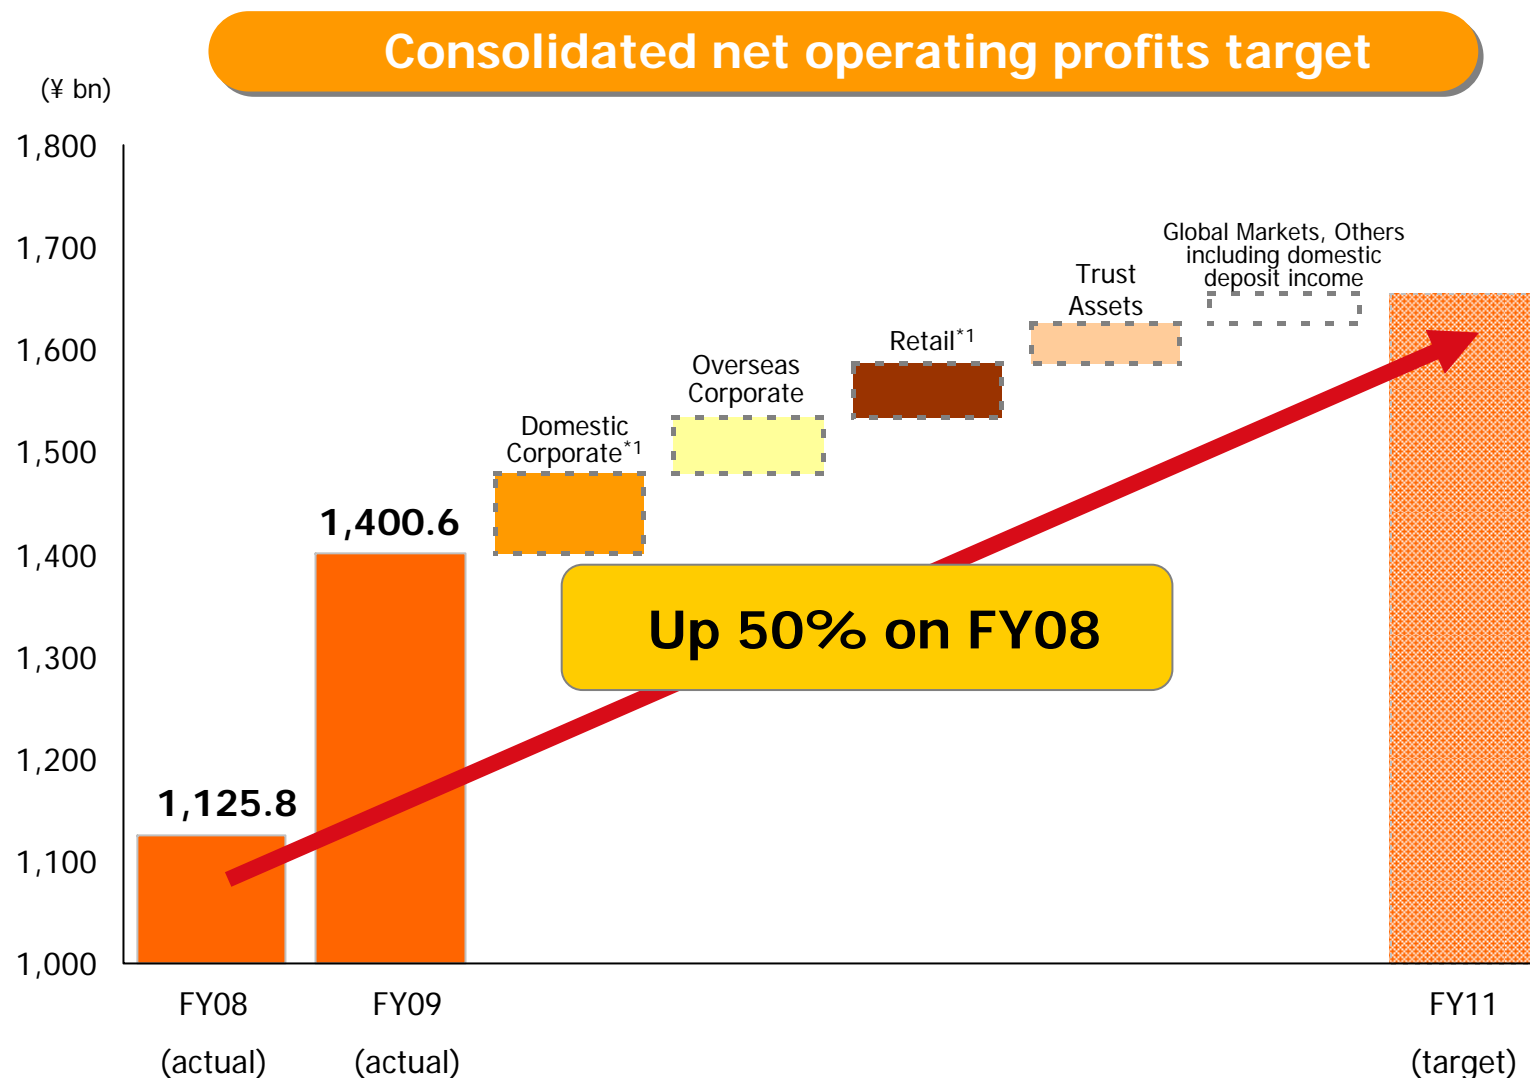 Consolidated net operating profits target
(¥ bn)
1,800
1,700
1,600
1,500
1,400
1,300
1,200
1,100
1,000
1,125.8
1,400.6
Domestic
Corporate*1
Overseas
Corporate
Retail*1
Trust
Assets
Global Markets, Others
including domestic
deposit income
Up 50% on FY08
FY08
(actual)
FY09
(actual)
FY11
(target)